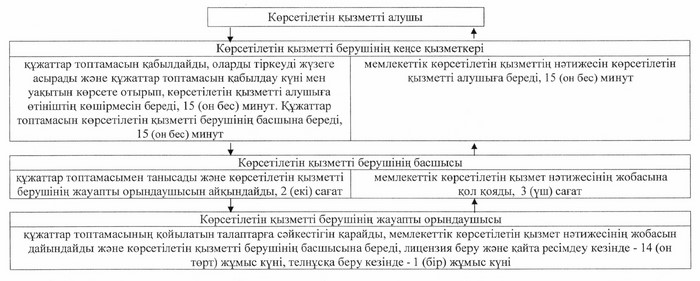 Көрсетілетін қызметті алушы
Көрсетілетін қызметті берушінің кеңсе қызметкері
құжаттар топтамасын қабылдайды, оларды тіркеуді жүзеге
асырады және құжаттар топтамасын қабылдау күні мен
уақытын көрсете отырып, көрсетілетін қызметті алушыға
өтініштің көшірмесін береді, 15 (он бес) минут. Құжаттар
топтамасын көрсетілетін қызметті берушінің басшына береді,
15 (он бес) минут
мемлекеттік көрсетілетін қызметтің нәтижесін көрсетілетін
қызметті алушыға береді, 15 (он бес) минут
Көрсетілетін қызметті берушінің басшысы
құжаттар топтамасымен танысады және көрсетілетін қызметті
берушінің жауапты орындаушысын айқындайды, 2 (екі) сағат
мемлекеттік көрсетілетін қызмет нәтижесінің жобасына
қол қояды, 3 (үш) сағат
Көрсетілетін қызметті берушінің жауапты орындаушысы
құжаттар топтамасының қойылатын талаптарға сәйкестігін қарайды, мемлекеттік көрсетілетін қызмет нәтижесінің жобасын
дайындайды және көрсетілетін қызметті берушінің басшысына береді, лицензия беру және қайта ресімдеу кезінде - 14 (он
төрт) жұмыс күні, телнұсқа беру кезінде - 1 (бір) жұмыс күні